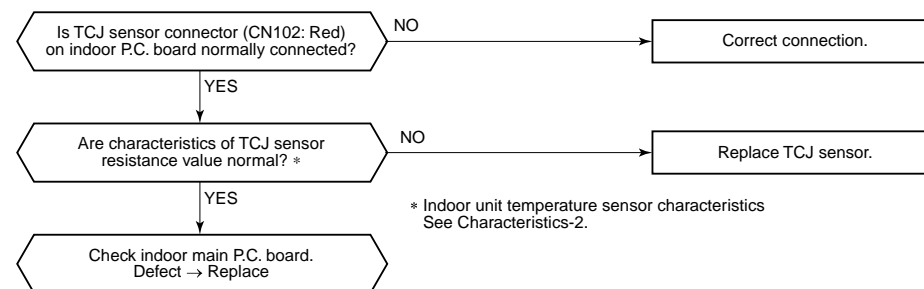 Is TCJ sensor connector (CN102: Red)
on indoor P.C. board normally connected?
NO
Correct connection.
YES
Are characteristics of TCJ sensor
resistance value normal? *
NO
Replace TCJ sensor.
YES
* Indoor unit temperature sensor characteristics
See Characteristics-2.
Check indoor main P.C. board.
Defect → Replace